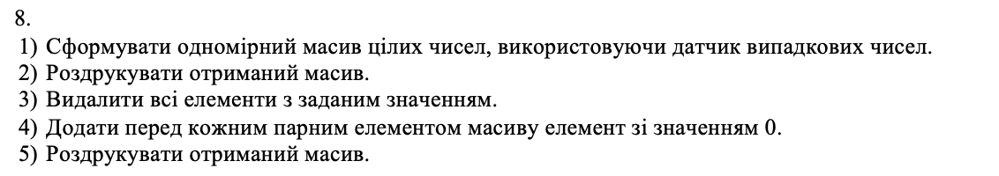 8.
1) Сформувати одномірний масив цілих чисел, використовуючи датчик випадкових чисел.
2) Роздрукувати отриманий масив.
3) Видалити всі елементи з заданим значенням.
4) Додати перед кожним парним елементом масиву елемент зі значенням 0.
5) Роздрукувати отриманий масив.